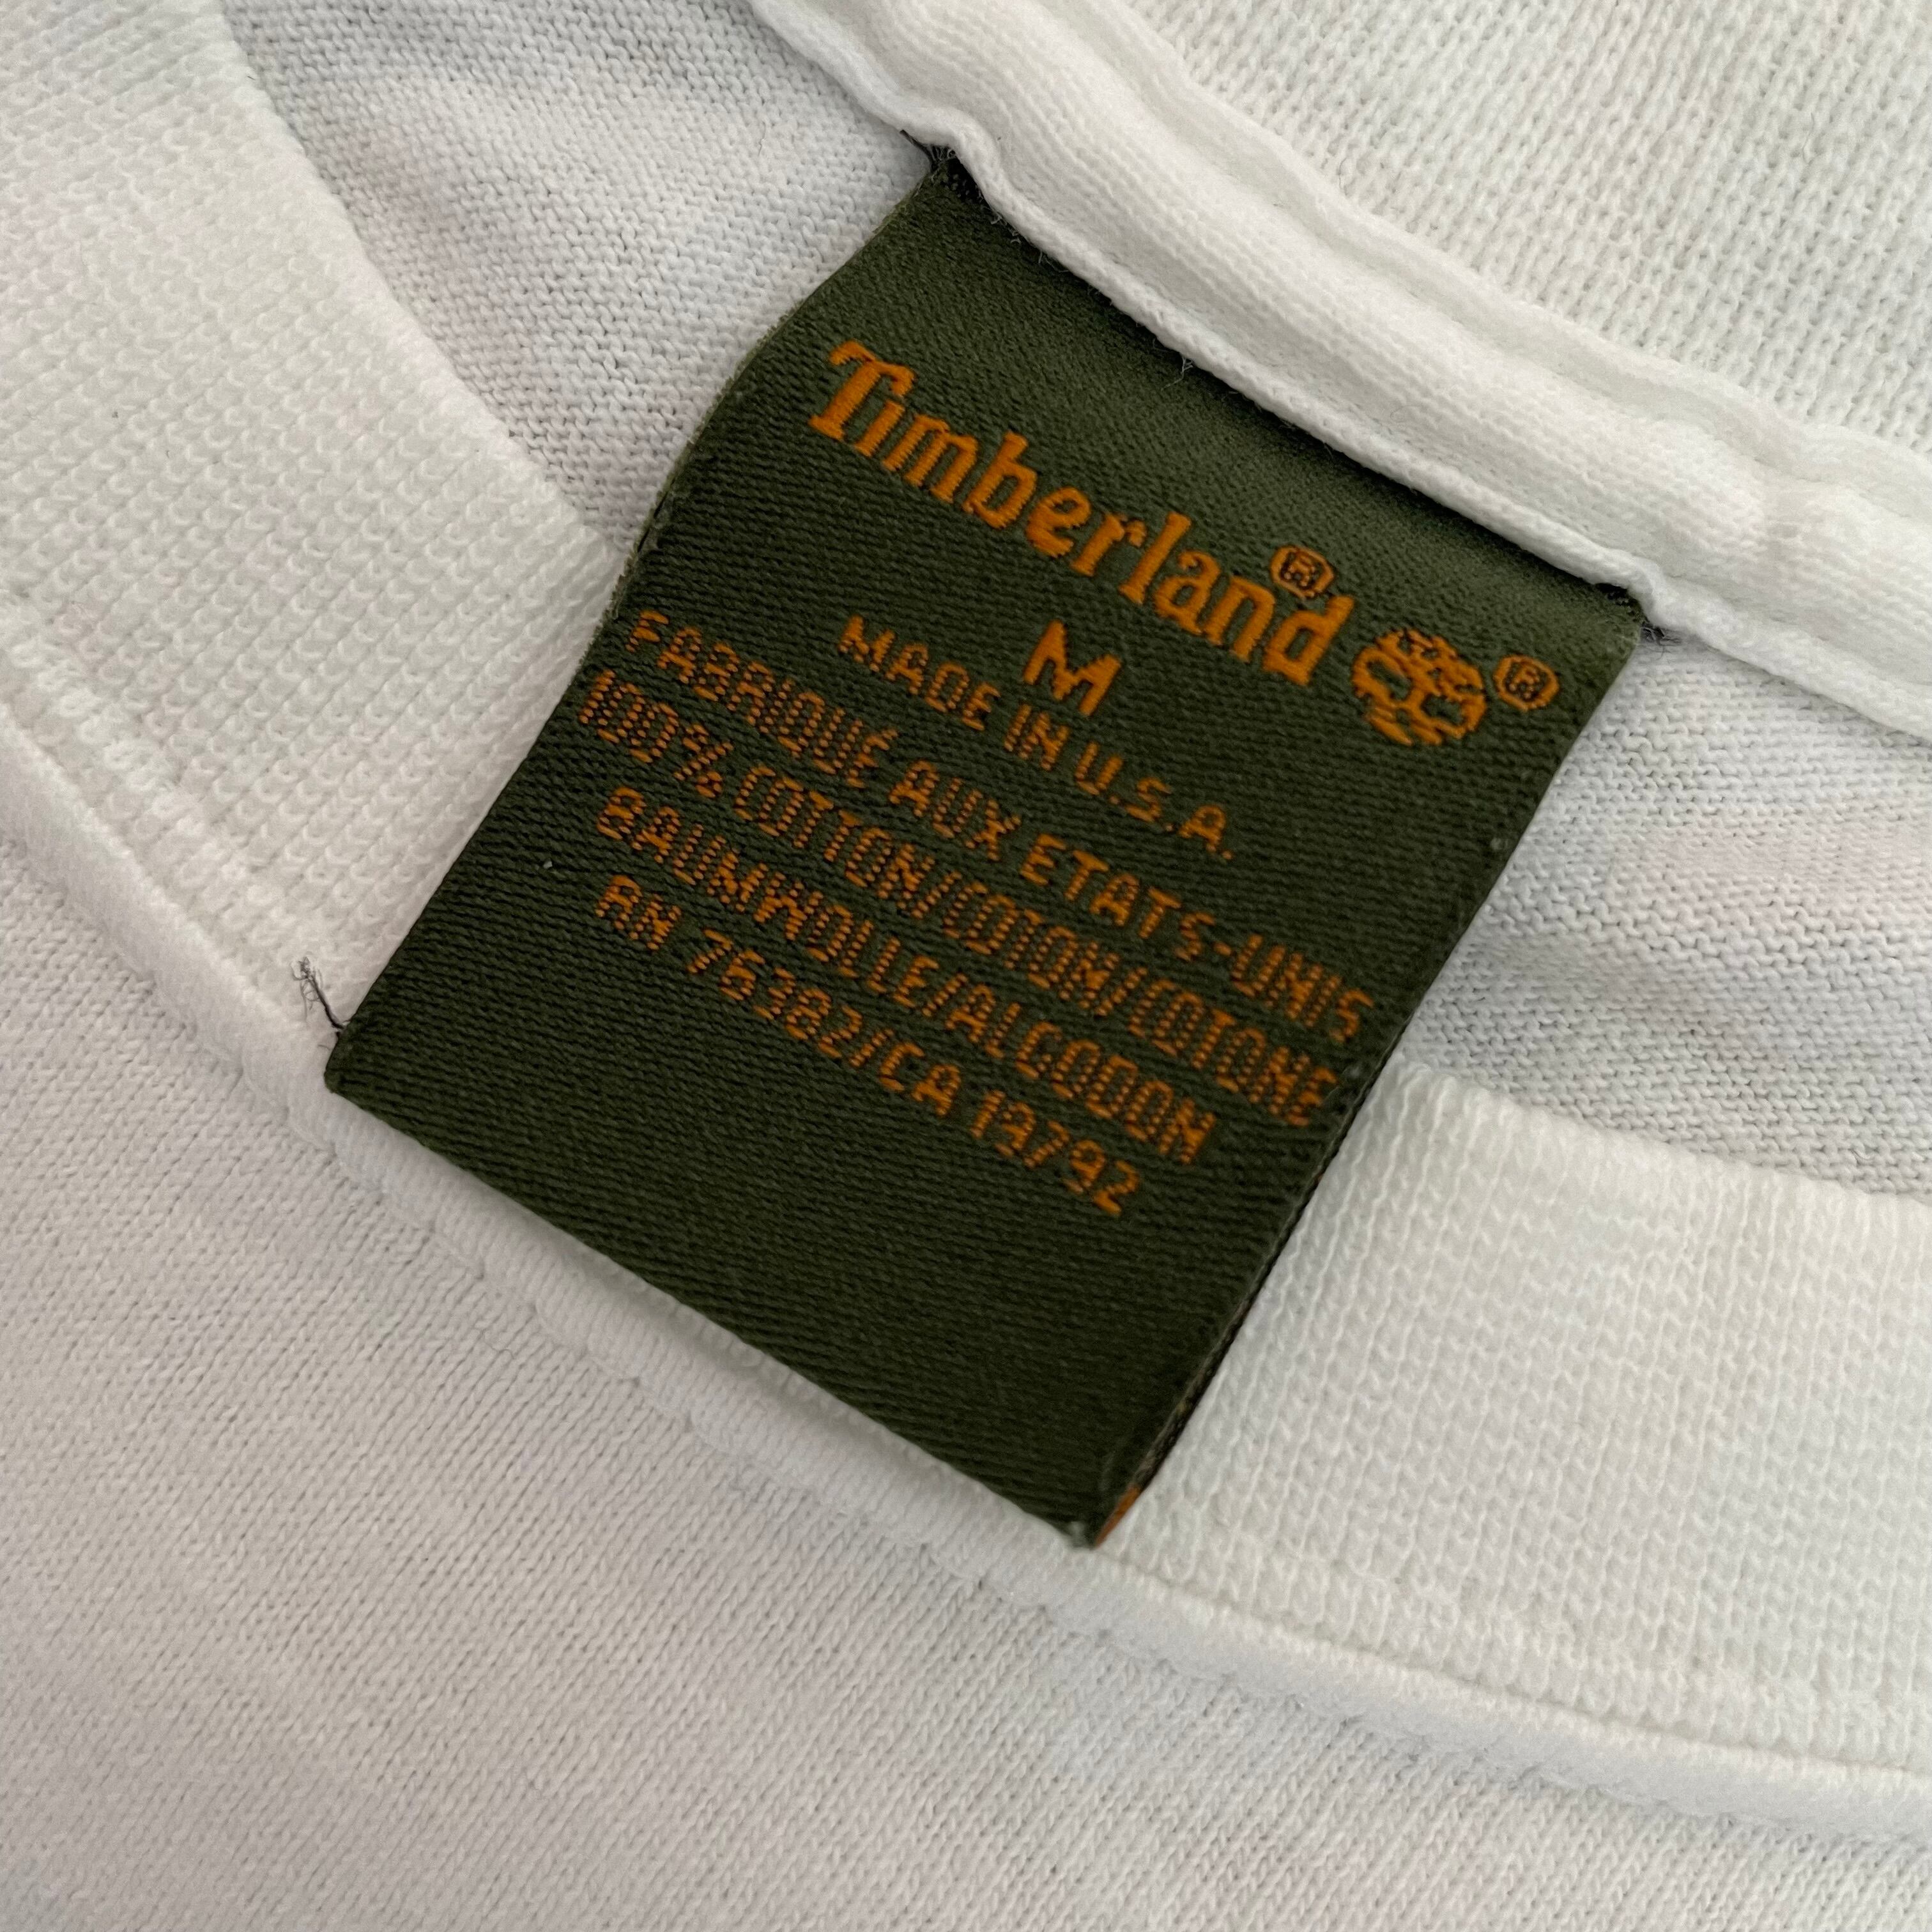 Timberland ® ®
M
MADE IN U.S.A.
FABRIQUÉ AUX ETATS-UNIS
100% COTTON/COTON/COTONE
BAUMWOLLE/ALGODON
RN 76382/CA 19792